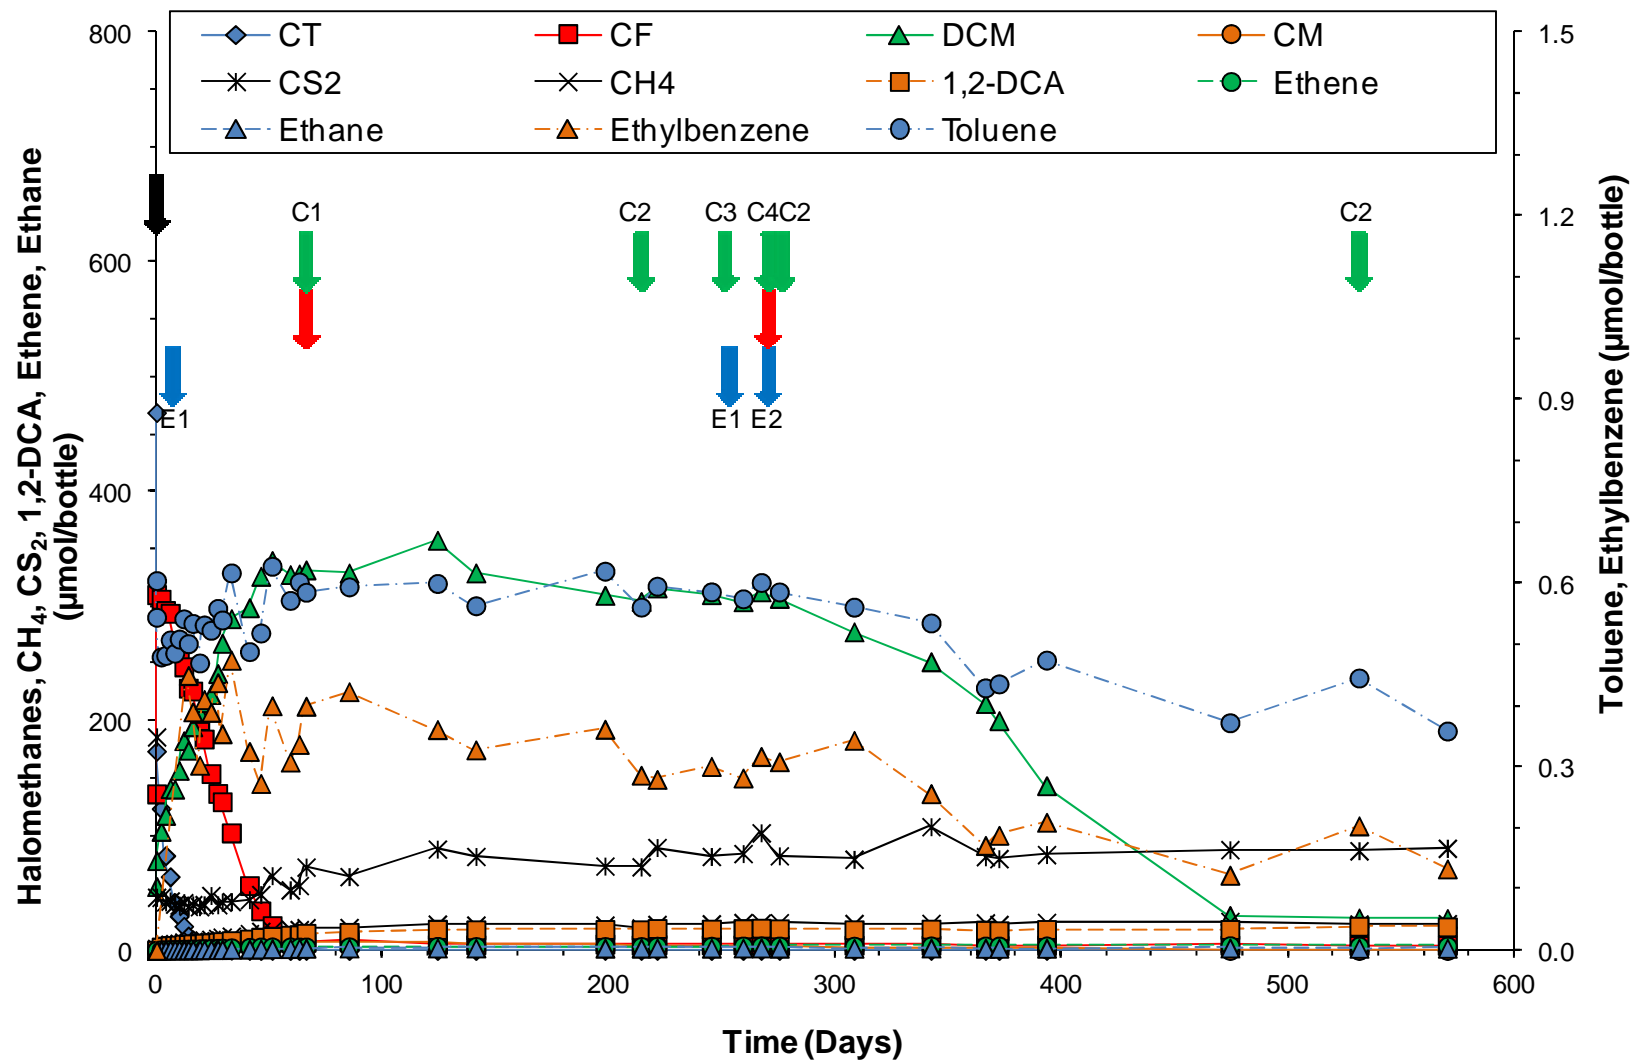 800
600
400
200
0
Halomethanes, CH4, CS2, 1,2-DCA, Ethene, Ethane
(µmol/bottle)
CT CF DCM CM
CS2 CH4 1,2-DCA Ethene
Ethane Ethylbenzene Toluene
C1 C2 C3 C4 C2 C2
E1 E1 E2
1.5
1.2
0.9
0.6
0.3
0.0
Toluene, Ethylbenzene (µmol/bottle)
0 100 200 300 400 500 600
Time (Days)